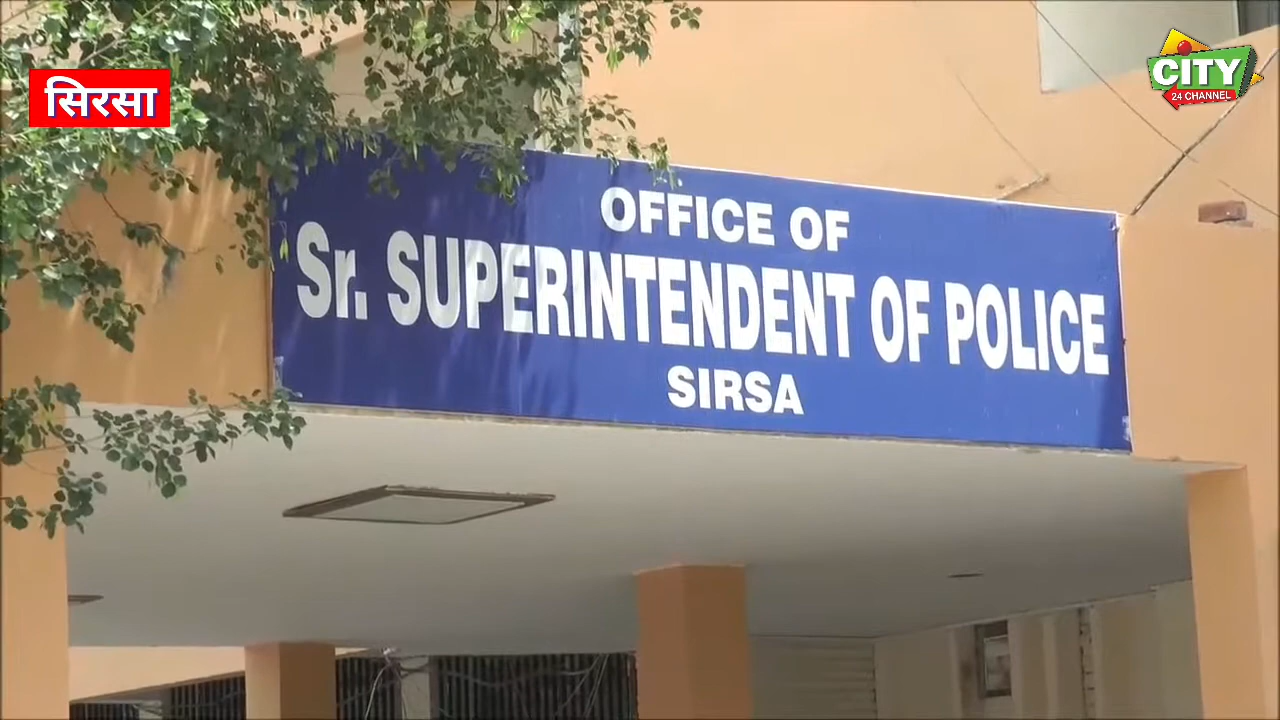 सिरसा
CITY
24 CHANNEL
OFFICE OF
Sr. SUPERINTENDENT OF POLICE
SIRSA